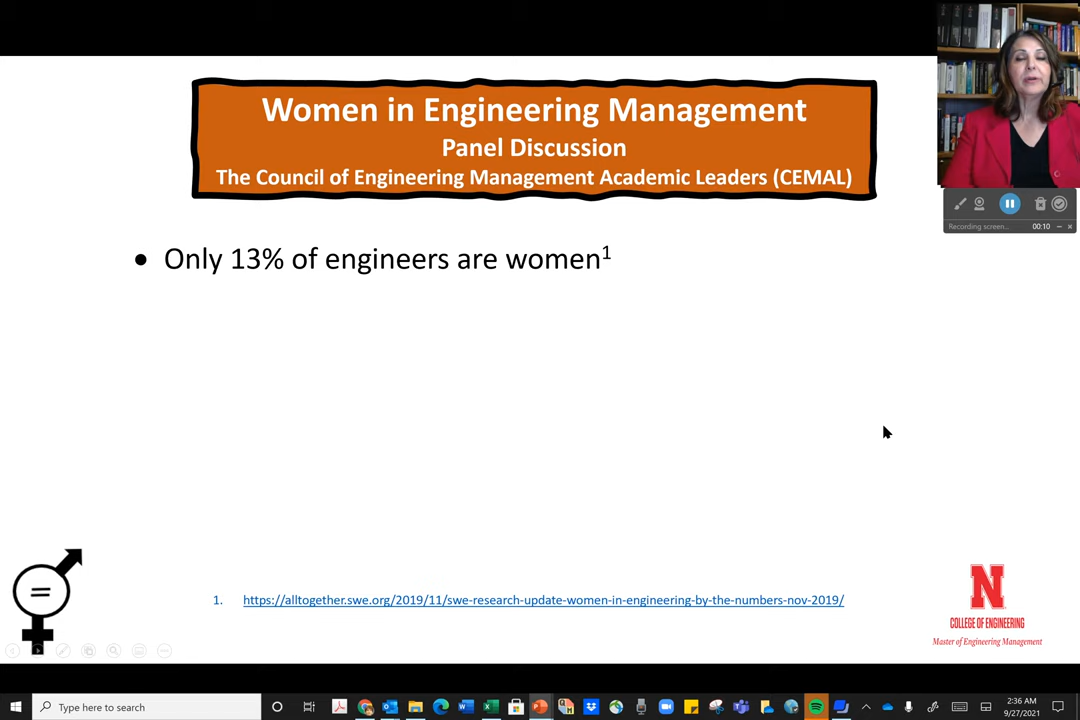 Women in Engineering Management
Panel Discussion
The Council of Engineering Management Academic Leaders (CEMAL)
Recording screen...
00:10
• Only 13% of engineers are women¹
1. https://alltogether.swe.org/2019/11/swe-research-update-women-in-engineering-by-the-numbers-nov-2019/
N
COLLEGE OF ENGINEERING
Master of Engineering Management
Type here to search
2:36 AM
9/27/2021